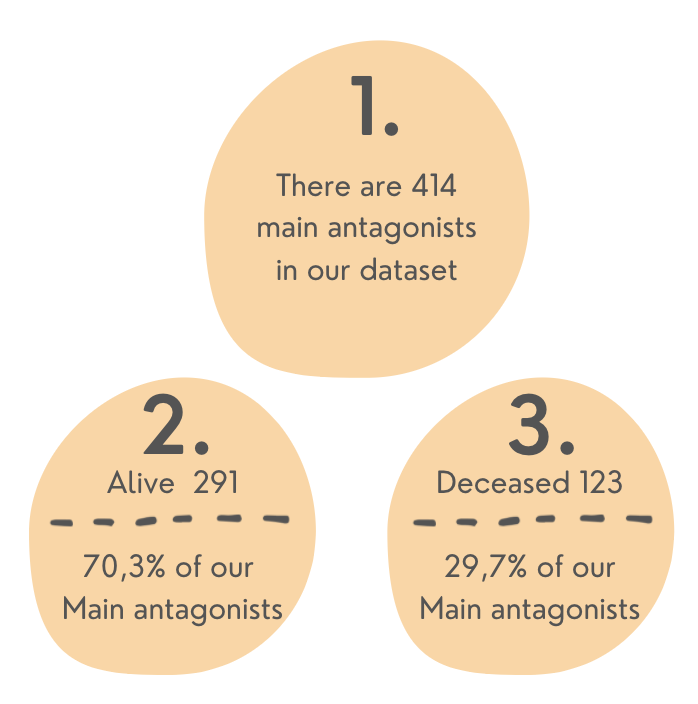 1.
There are 414
main antagonists
in our dataset
2.
Alive 291
70,3% of our
Main antagonists
3.
Deceased 123
29,7% of our
Main antagonists